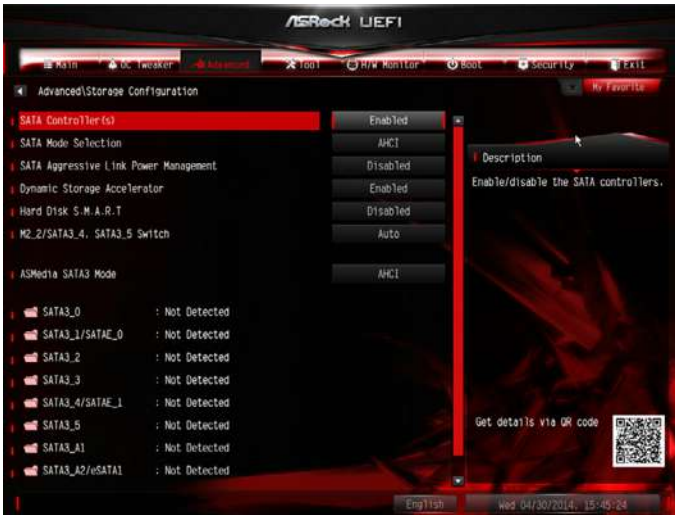 ASRock UEFI
Main OC Tweaker Advanced Tool H/W Monitor Boot Security Exit
Advanced\Storage Configuration
My Favorite
SATA Controller(s) Enabled
SATA Mode Selection AHCI
SATA Aggressive Link Power Management Disabled
Dynamic Storage Accelerator Enabled
Hard Disk S.M.A.R.T Disabled
M2_2/SATA3_4, SATA3_5 Switch Auto
ASMedia SATA3 Mode AHCI
SATA3_0 : Not Detected
SATA3_1/SATAE_0 : Not Detected
SATA3_2 : Not Detected
SATA3_3 : Not Detected
SATA3_4/SATAE_1 : Not Detected
SATA3_5 : Not Detected
SATA3_A1 : Not Detected
SATA3_A2/eSATA1 : Not Detected
Description
Enable/disable the SATA controllers.
Get details via QR code
English
Wed 04/30/2014, 15:45:24